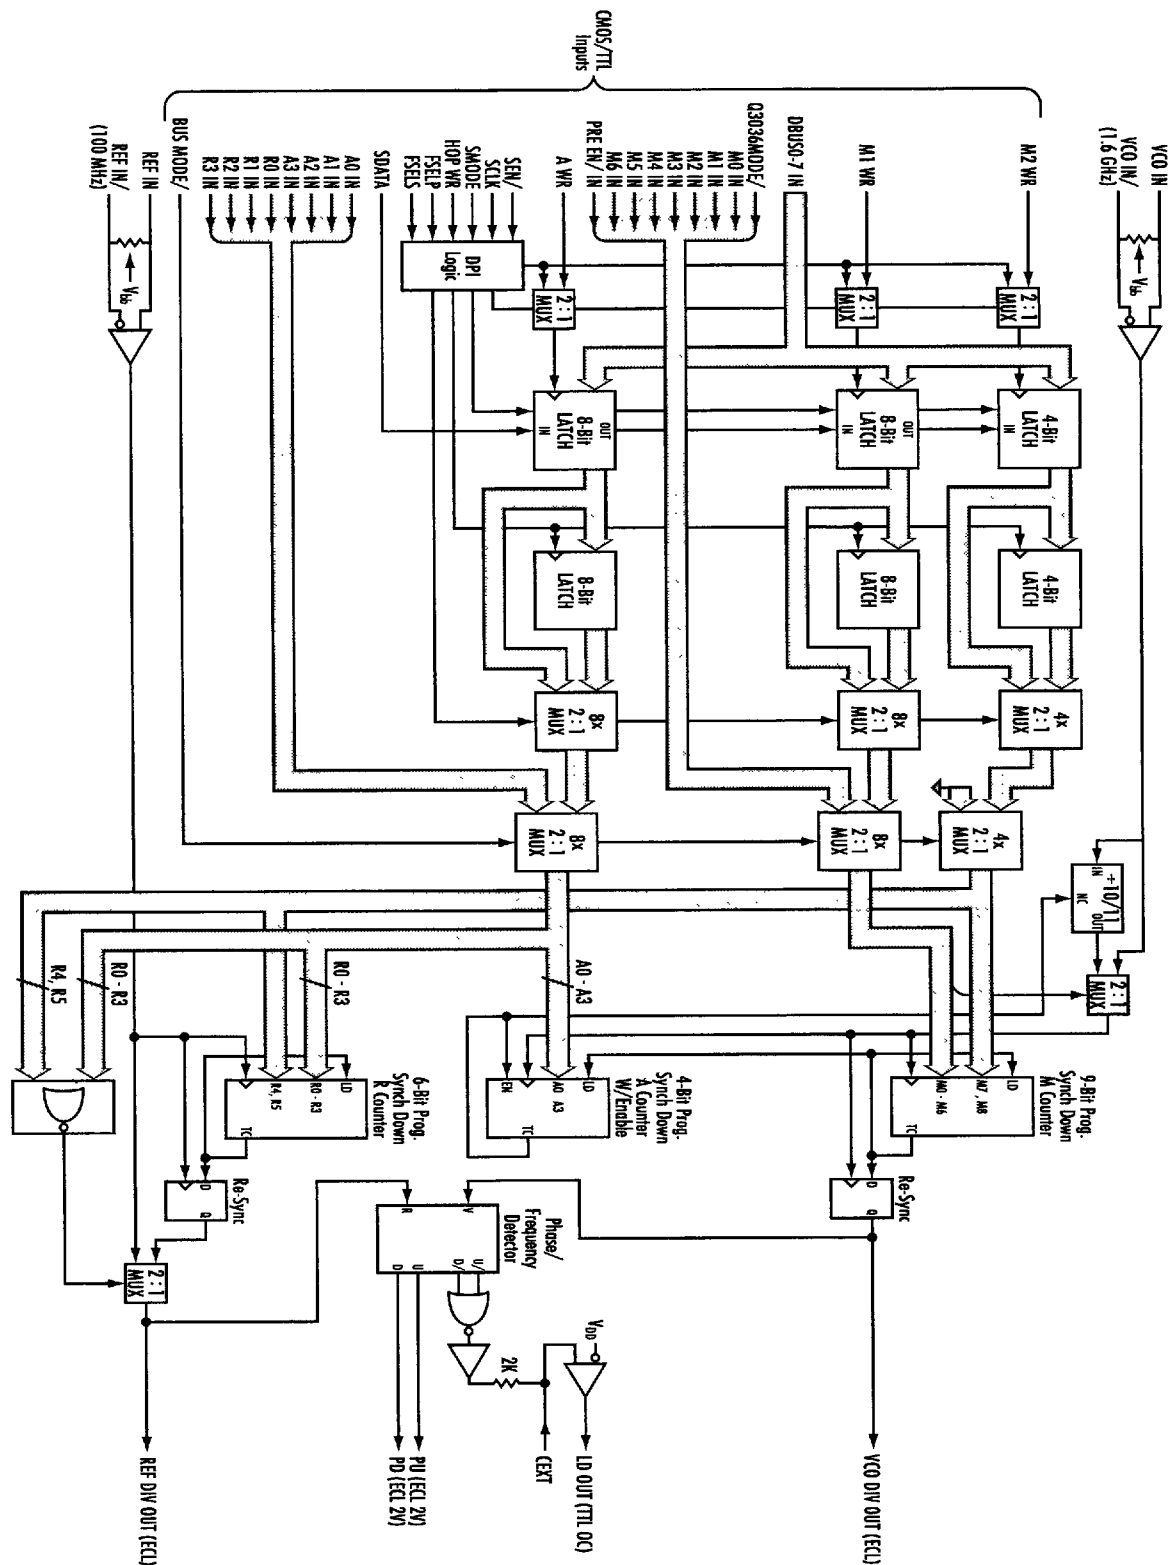 VCO IN
VCO IN/
(1.6 GHz)
Vbb
CMOS/TTL
Inputs
M2 WR
M1 WR
DBUS0-7 IN
Q3036MODE/
M0 IN
M1 IN
M2 IN
M3 IN
M4 IN
M5 IN
M6 IN
PRE EN/ IN
A WR
SEN/
SCLK
SMODE
HOP WR
FSELP
FSELS
SDATA
A0 IN
A1 IN
A2 IN
A3 IN
R0 IN
R1 IN
R2 IN
R3 IN
BUS MODE/
REF IN
REF IN/
(100 MHz)
Vbb
DPI
Logic
2:1
MUX
2:1
MUX
2:1
MUX
4-Bit
LATCH
IN
OUT
8-Bit
LATCH
IN
OUT
8-Bit
LATCH
IN
4-Bit
LATCH
8-Bit
LATCH
8-Bit
LATCH
4x
2:1
MUX
8x
2:1
MUX
8x
2:1
MUX
4x
2:1
MUX
8x
2:1
MUX
8x
2:1
MUX
IN
÷10/11
NC OUT
2:1
MUX
A0 - A3
R0 - R3
R0 - R3
R4, R5
9-Bit Prog.
Synch Down
M Counter
LD
M7, M8
M0 - M6
TC
4-Bit Prog-
Synch Down
A Counter
W/Enable
LD
A0 A3
EN
TC
6-Bit Prog.
Synch Down
R Counter
LD
R0 - R3
R4, R5
TC
Re-Sync
D Q
Re-Sync
D Q
2:1
MUX
Phase/
Frequency
Detector
V
R
U/
D/
U
D
2K
VDD
VCO DIV OUT (ECL)
LD OUT (TTL OC)
CEXT
PU (ECL 2V)
PD (ECL 2V)
REF DIV OUT (ECL)